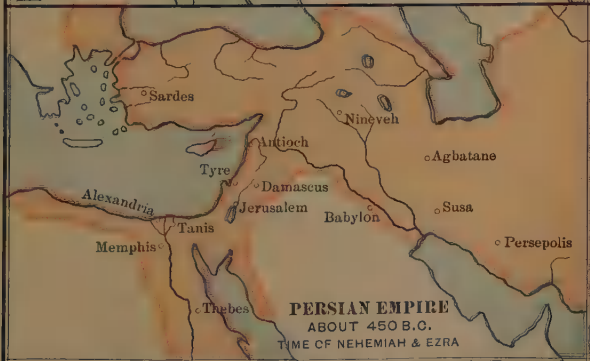 Sardes
Nineveh
Antioch
Agbatane
Tyre
Damascus
Alexandria
Jerusalem
Babylon
Susa
Tanis
Memphis
Persepolis
Thebes
PERSIAN EMPIRE
ABOUT 450 B.C.
TIME OF NEHEMIAH & EZRA